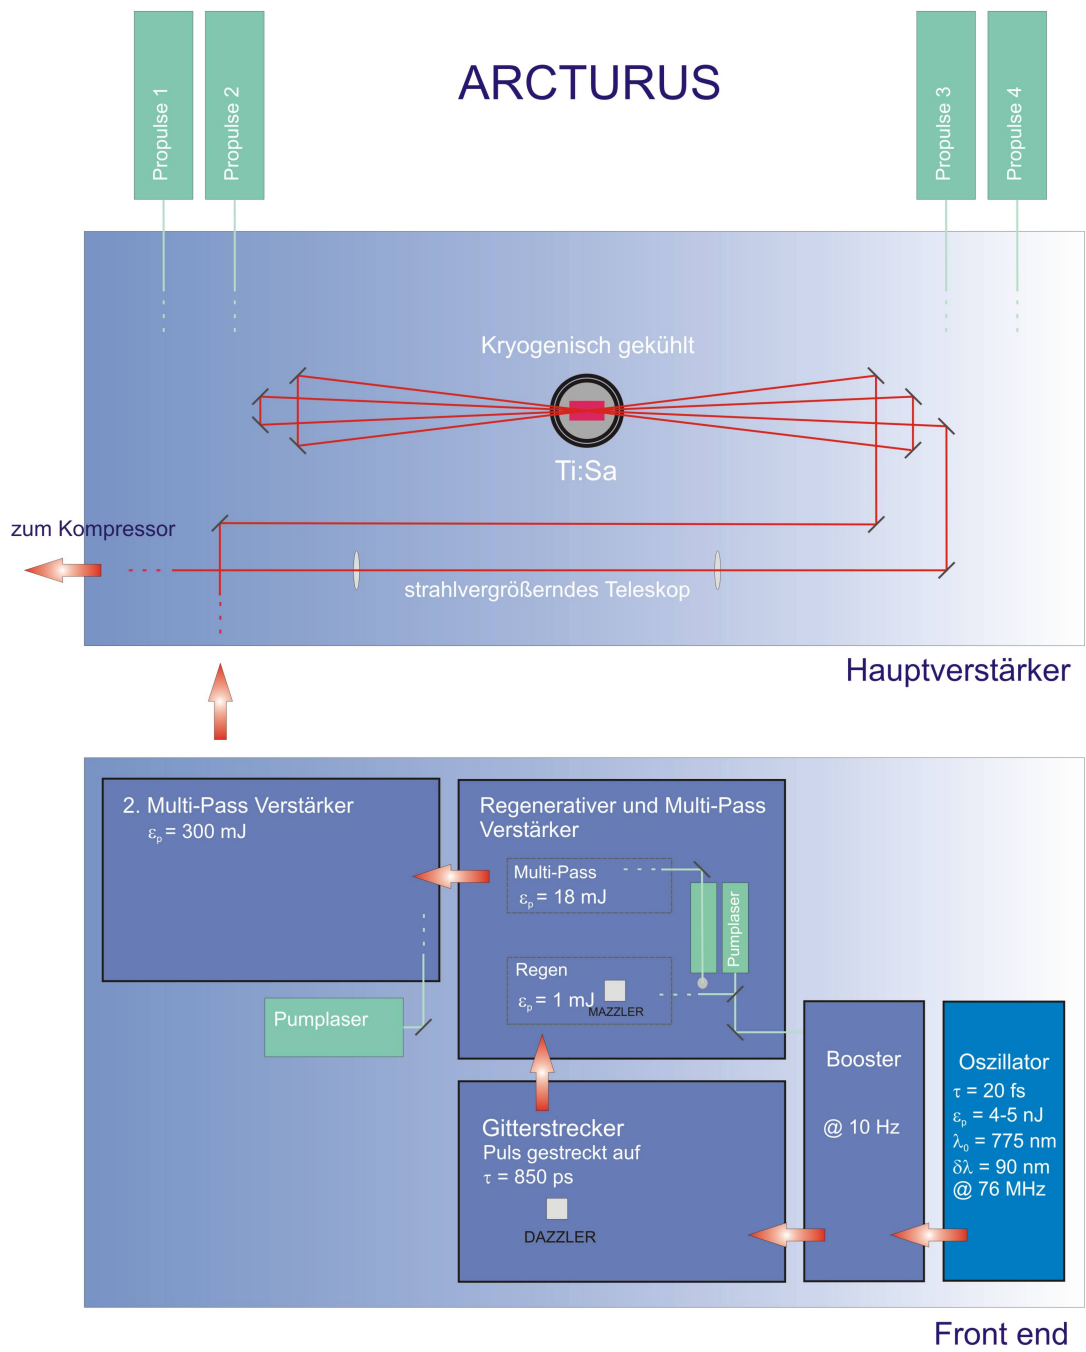 ARCTURUS
Propulse 1
Propulse 2
Propulse 3
Propulse 4
Kryogenisch gekühlt
Ti:Sa
zum Kompressor
strahlvergrößerndes Teleskop
Hauptverstärker
2. Multi-Pass Verstärker
εₚ = 300 mJ
Pumplaser
Regenerativer und Multi-Pass
Verstärker
Multi-Pass
εₚ = 18 mJ
Pumplaser
Regen
εₚ = 1 mJ
MAZZLER
Gitterstrecker
Puls gestreckt auf
τ = 850 ps
DAZZLER
Booster
@ 10 Hz
Oszillator
τ = 20 fs
εₚ = 4-5 nJ
λ₀ = 775 nm
δλ = 90 nm
@ 76 MHz
Front end